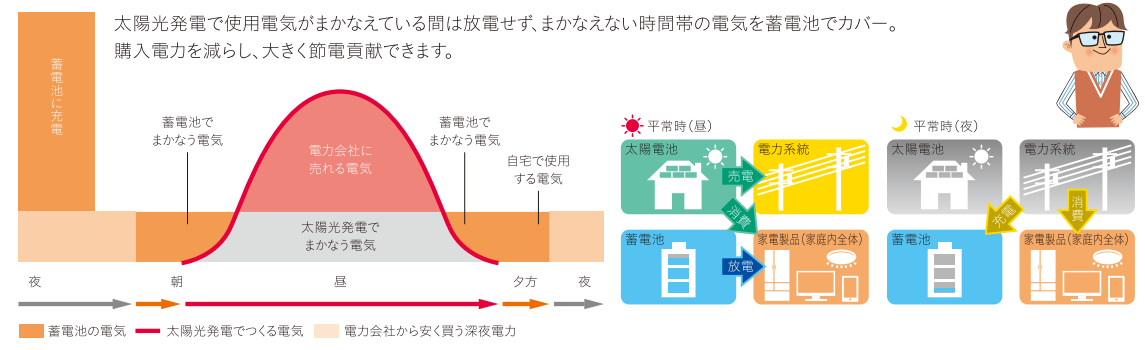 太陽光発電で使用電気がまかなえている間は放電せず、まかなえない時間帯の電気を蓄電池でカバー。
購入電力を減らし、大きく節電貢献できます。
蓄電池に充電
蓄電池で
まかなう電気
電力会社に
売れる電気
太陽光発電で
まかなう電気
蓄電池で
まかなう電気
自宅で使用
する電気
夜
朝
昼
夕方
夜
蓄電池の電気
太陽光発電でつくる電気
電力会社から安く買う深夜電力
平常時(昼)
太陽電池
売電
電力系統
消費
蓄電池
放電
家電製品(家庭内全体)
平常時(夜)
太陽電池
電力系統
充電
消費
蓄電池
家電製品(家庭内全体)